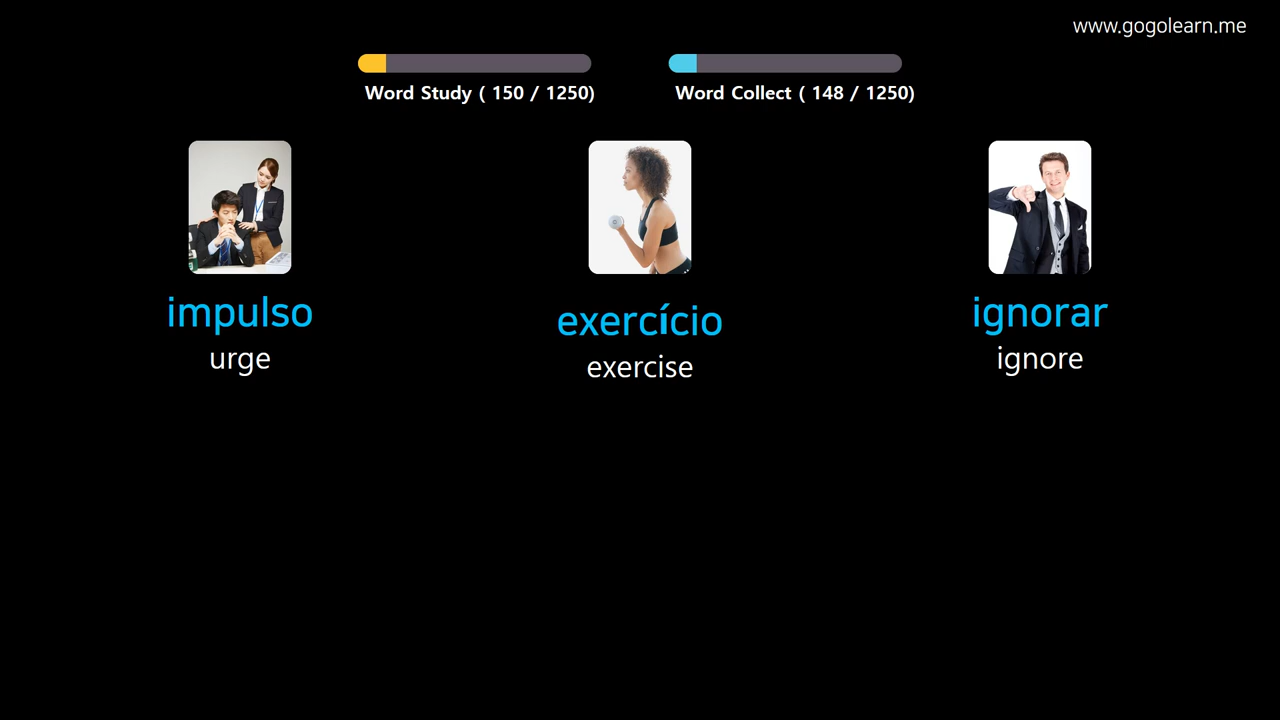 www.gogolearn.me
Word Study ( 150 / 1250)
Word Collect ( 148 / 1250)
impulso
urge
exercício
exercise
ignorar
ignore